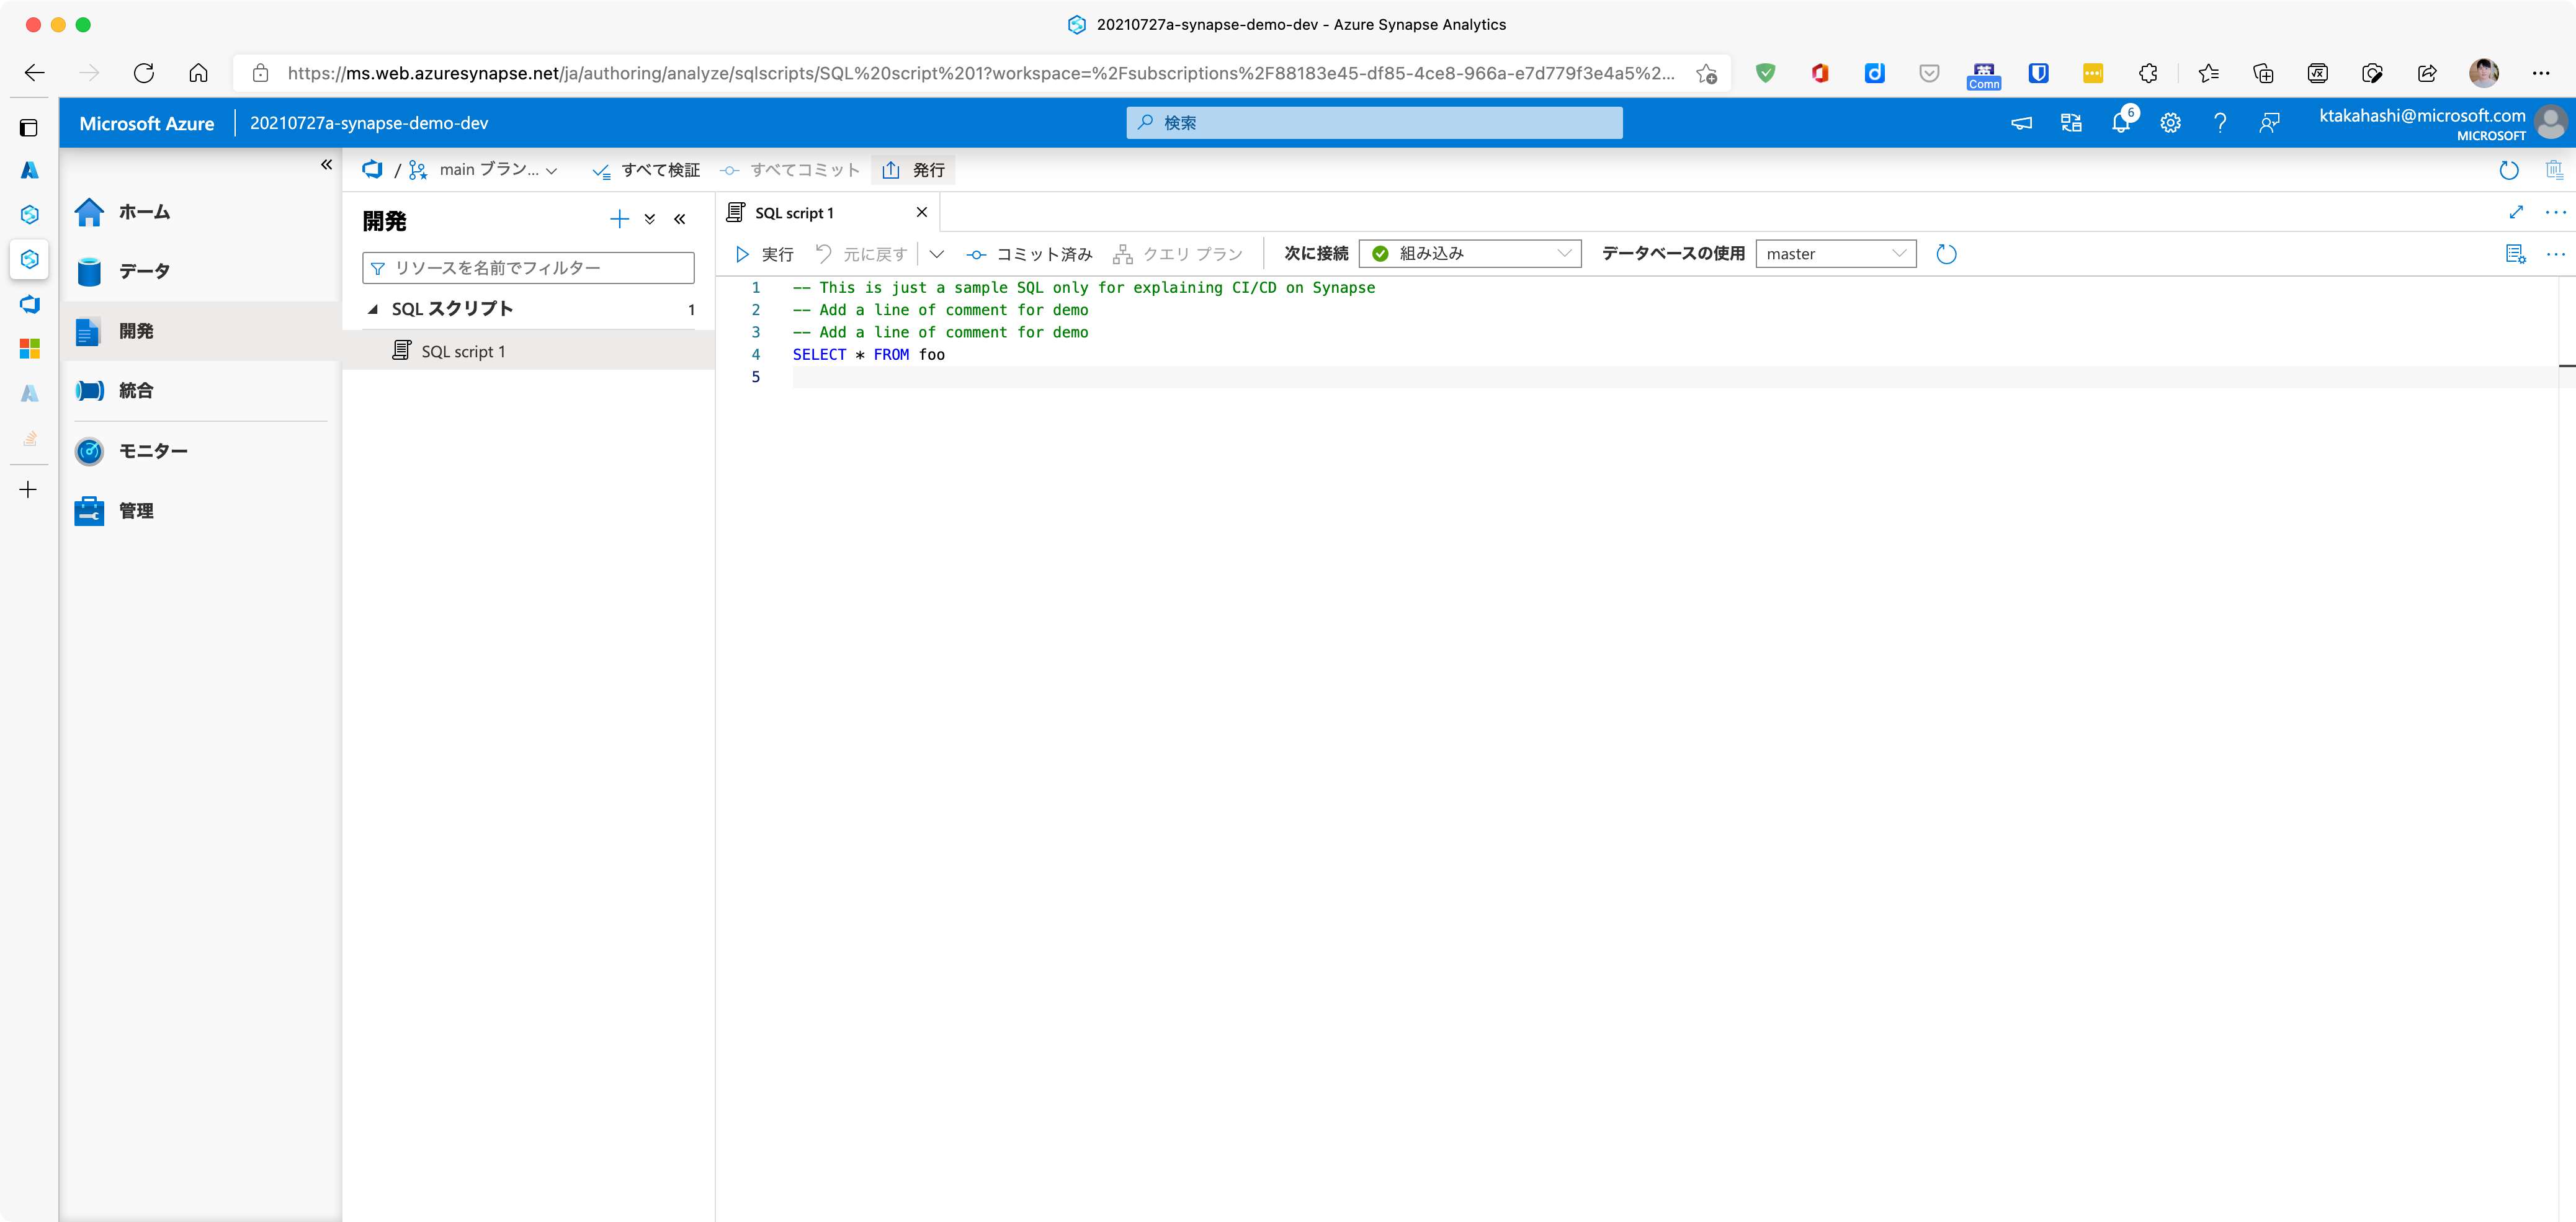 20210727a-synapse-demo-dev - Azure Synapse Analytics
https://ms.web.azuresynapse.net/ja/authoring/analyze/sqlscripts/SQL%20script%201?workspace=%2Fsubscriptions%2F88183e45-df85-4ce8-966a-e7d779f3e4a5%2...
英
Comn
Microsoft Azure
20210727a-synapse-demo-dev
検索
6
ktakahashi@microsoft.com
MICROSOFT
/ main ブラン...
すべて検証
すべてコミット
発行
ホーム
データ
開発
統合
モニター
管理
開発
リソースを名前でフィルター
SQL スクリプト 1
SQL script 1
SQL script 1
実行
元に戻す
コミット済み
クエリ プラン
次に接続
組み込み
データベースの使用
master
1 -- This is just a sample SQL only for explaining CI/CD on Synapse
2 -- Add a line of comment for demo
3 -- Add a line of comment for demo
4 SELECT * FROM foo
5